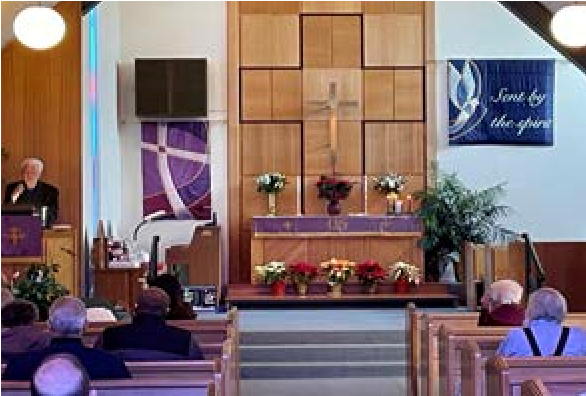 Sent by
the spirit